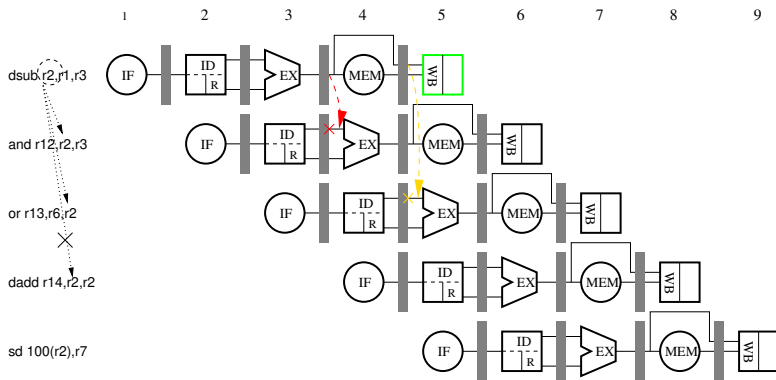 1 2 3 4 5 6 7 8 9
dsub r2,r1,r3 IF ID R EX MEM WB
and r12,r2,r3 IF ID R EX MEM WB
or r13,r6,r2 IF ID R EX MEM WB
dadd r14,r2,r2 IF ID R EX MEM WB
sd 100(r2),r7 IF ID R EX MEM WB